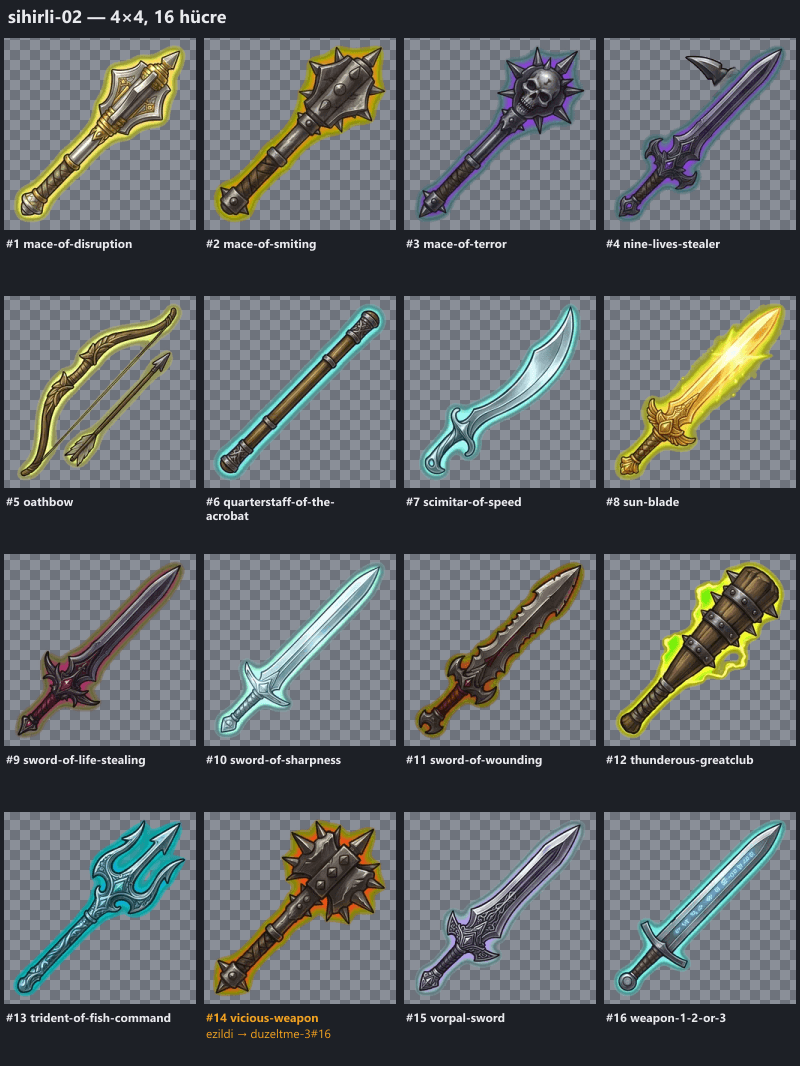 sihirli-02 — 4×4, 16 hücre
#1 mace-of-disruption
#2 mace-of-smiting
#3 mace-of-terror
#4 nine-lives-stealer
#5 oathbow
#6 quarterstaff-of-the-
acrobat
#7 scimitar-of-speed
#8 sun-blade
#9 sword-of-life-stealing
#10 sword-of-sharpness
#11 sword-of-wounding
#12 thunderous-greatclub
#13 trident-of-fish-command
#14 vicious-weapon
ezildi → duzeltme-3#16
#15 vorpal-sword
#16 weapon-1-2-or-3